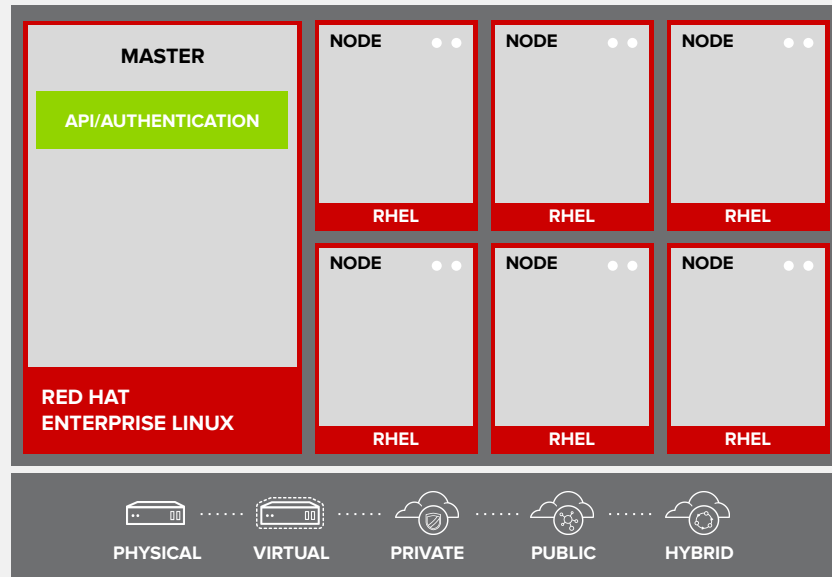 MASTER
API/AUTHENTICATION
RED HAT
ENTERPRISE LINUX
NODE
RHEL
NODE
RHEL
NODE
RHEL
NODE
RHEL
NODE
RHEL
NODE
RHEL
PHYSICAL
VIRTUAL
PRIVATE
PUBLIC
HYBRID